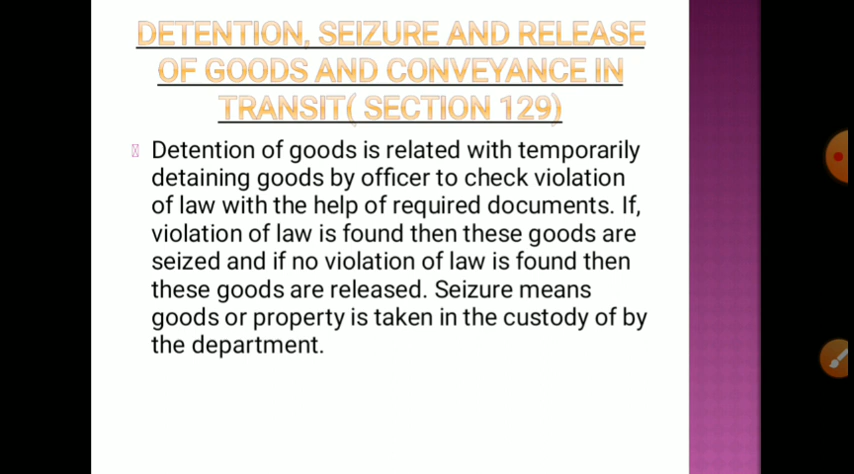 DETENTION, SEIZURE AND RELEASE
OF GOODS AND CONVEYANCE IN
TRANSIT( SECTION 129)
Detention of goods is related with temporarily
detaining goods by officer to check violation
of law with the help of required documents. If,
violation of law is found then these goods are
seized and if no violation of law is found then
these goods are released. Seizure means
goods or property is taken in the custody of by
the department.